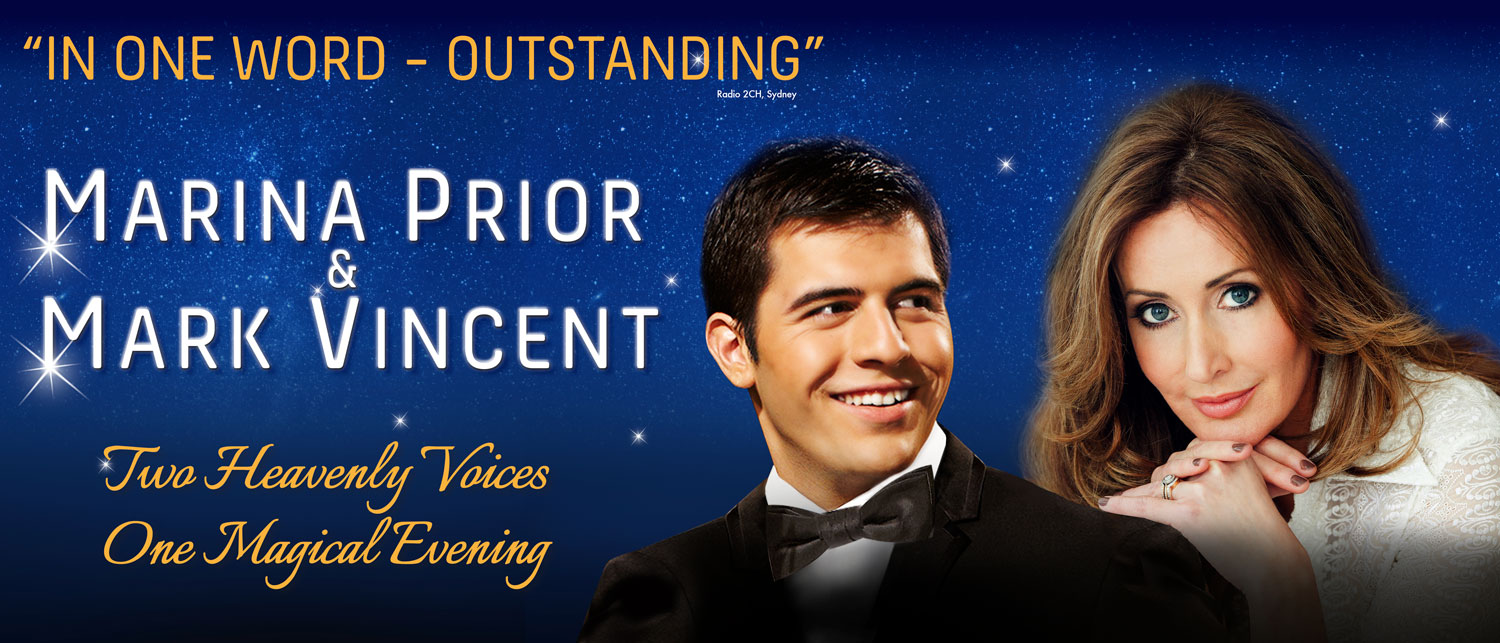 “IN ONE WORD – OUTSTANDING”
Radio 2CH, Sydney
MARINA PRIOR
&
MARK VINCENT
Two Heavenly Voices
One Magical Evening